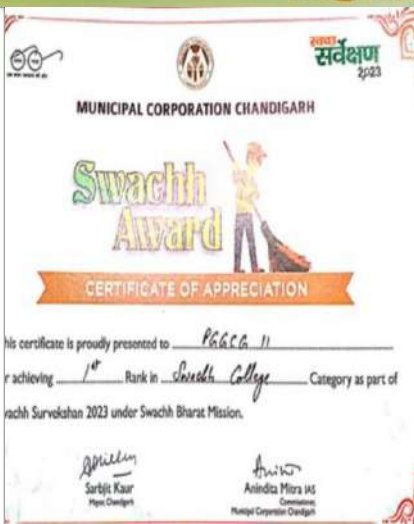 स्वच्छ
सर्वेक्षण
2023
MUNICIPAL CORPORATION CHANDIGARH
Swachh
Award
CERTIFICATE OF APPRECIATION
his certificate is proudly presented to PGGCG 11
r achieving 1st Rank in Swachh College Category as part of
vachh Survekshan 2023 under Swachh Bharat Mission.
Sarbjit Kaur
Mayor, Chandigarh
Anindita Mitra IAS
Commissioner,
Municipal Corporation Chandigarh